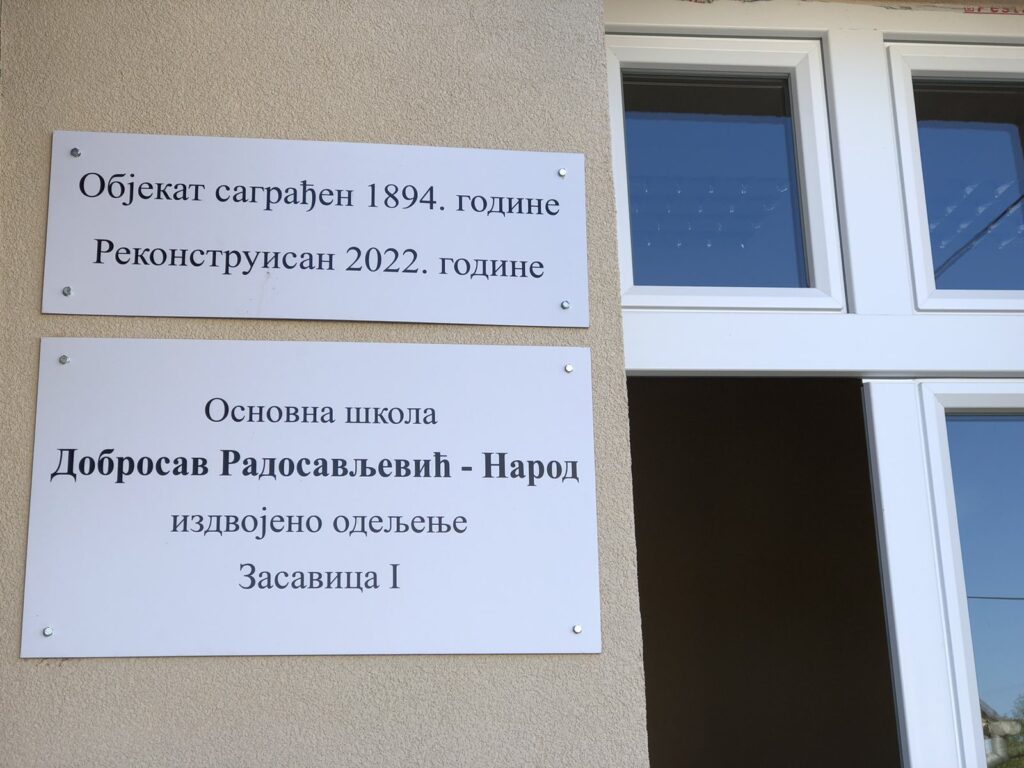 Објекат саграђен 1894. године
Реконструисан 2022. године
Основна школа
Добросав Радосављевић - Народ
издвојено одељење
Засавица I